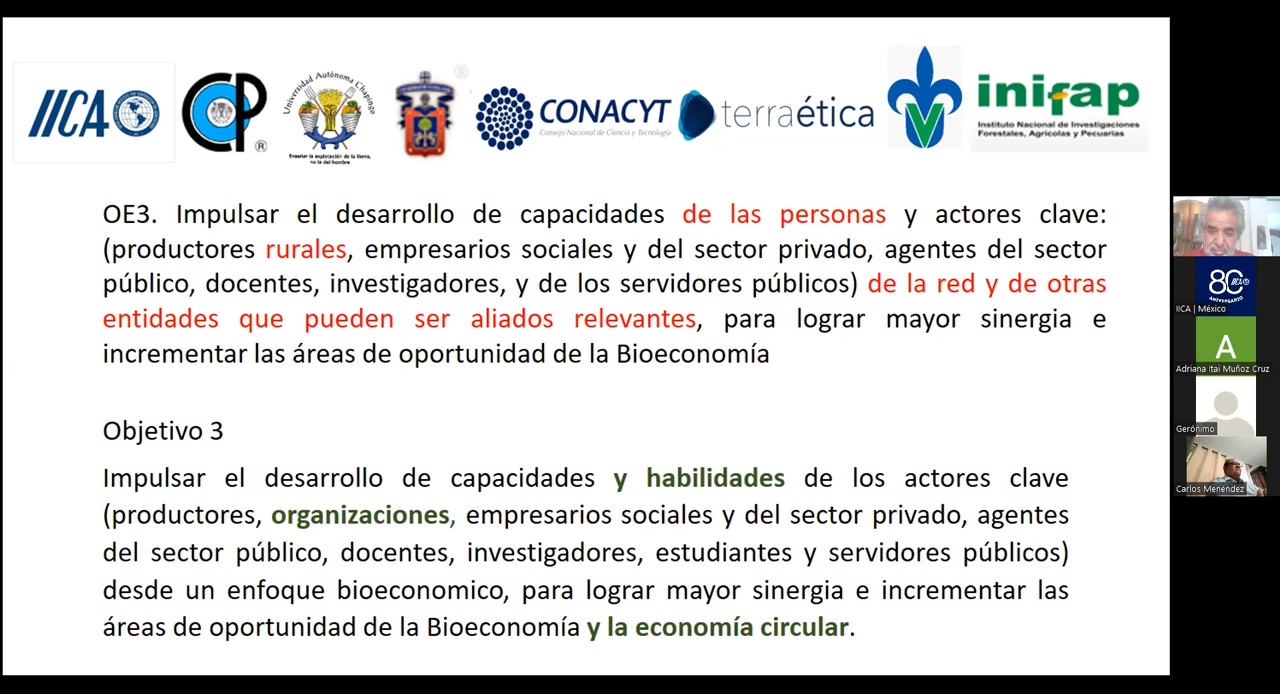 IICA
CP
®
Universidad Autónoma Chapingo
Enseñar la explotación de la tierra,
no la del hombre
®
CONACYT
Consejo Nacional de Ciencia y Tecnología
terraética
inifap
Instituto Nacional de Investigaciones
Forestales, Agrícolas y Pecuarias
OE3. Impulsar el desarrollo de capacidades de las personas y actores clave:
(productores rurales, empresarios sociales y del sector privado, agentes del sector
público, docentes, investigadores, y de los servidores públicos) de la red y de otras
entidades que pueden ser aliados relevantes, para lograr mayor sinergia e
incrementar las áreas de oportunidad de la Bioeconomía
Objetivo 3
Impulsar el desarrollo de capacidades y habilidades de los actores clave
(productores, organizaciones, empresarios sociales y del sector privado, agentes
del sector público, docentes, investigadores, estudiantes y servidores públicos)
desde un enfoque bioeconomico, para lograr mayor sinergia e incrementar las
áreas de oportunidad de la Bioeconomía y la economía circular.
80
IICA
ANIVERSARIO
IICA | México
A
Adriana Itai Muñoz Cruz
Gerónimo
Carlos Menéndez